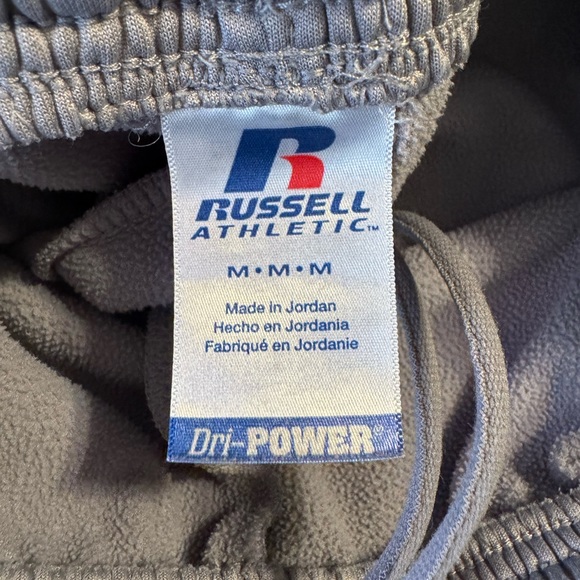 R
RUSSELL
ATHLETIC™
M•M•M
Made in Jordan
Hecho en Jordania
Fabriqué en Jordanie
Dri-POWER®